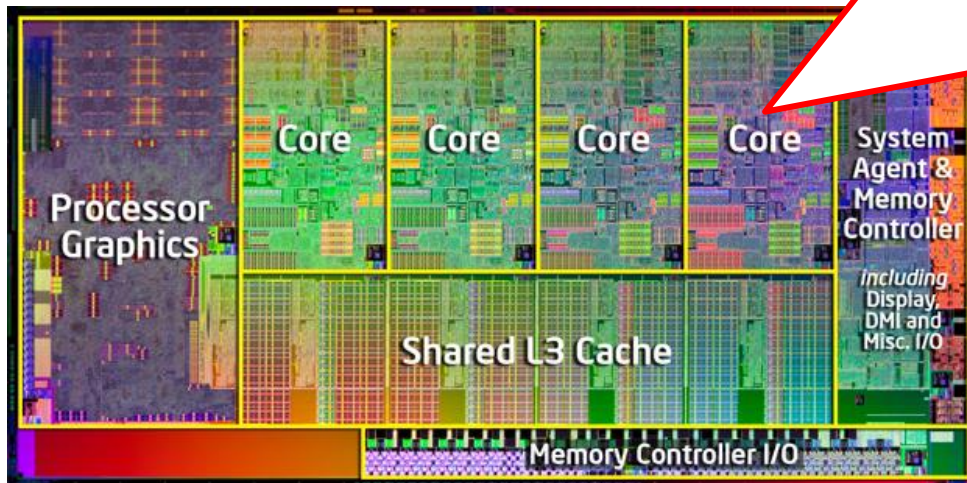 Processor
Graphics
Core
Core
Core
Core
System
Agent &
Memory
Controller
including
Display,
DMI and
Misc. I/O
Shared L3 Cache
Memory Controller I/O